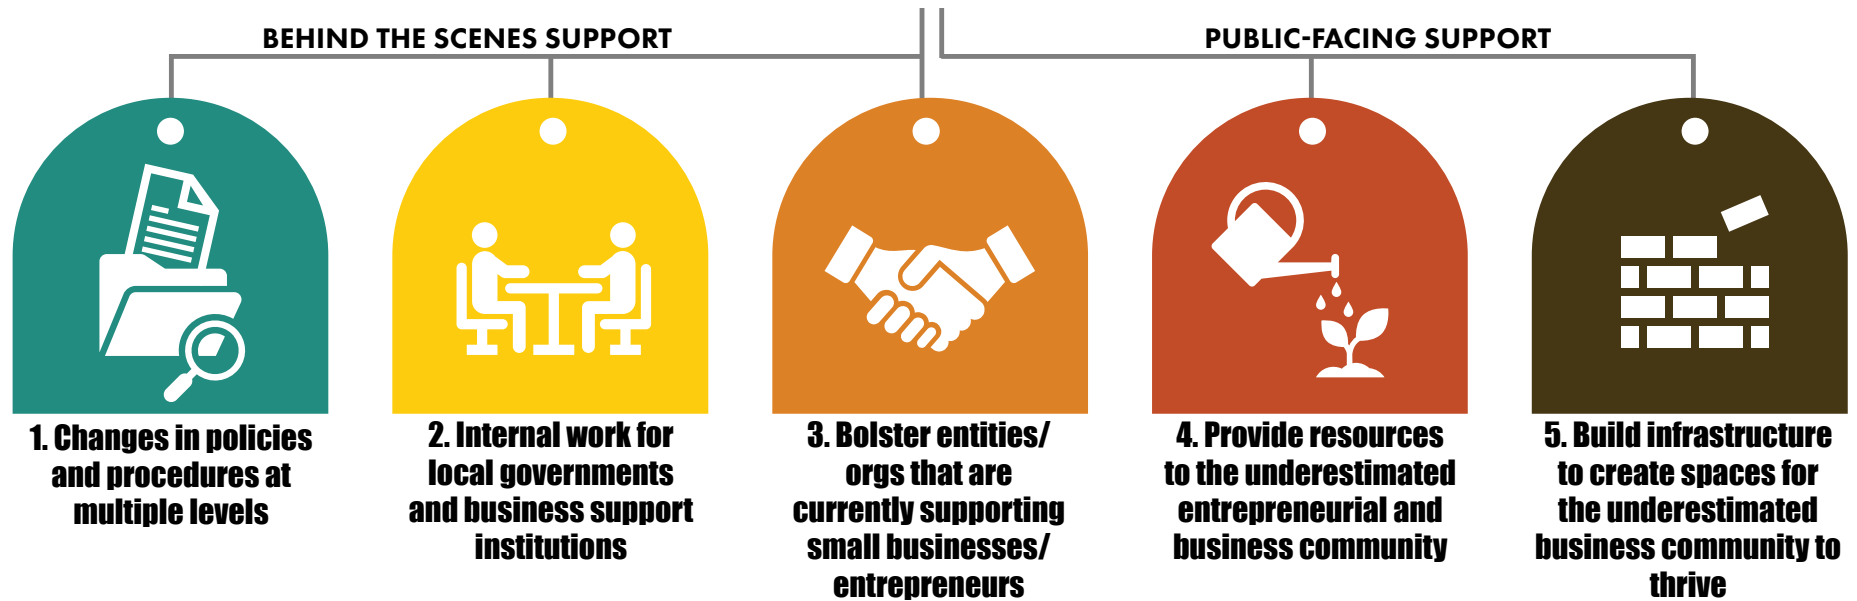 BEHIND THE SCENES SUPPORT
PUBLIC-FACING SUPPORT
1. Changes in policies
and procedures at
multiple levels
2. Internal work for
local governments
and business support
institutions
3. Bolster entities/
orgs that are
currently supporting
small businesses/
entrepreneurs
4. Provide resources
to the underestimated
entrepreneurial and
business community
5. Build infrastructure
to create spaces for
the underestimated
business community to
thrive